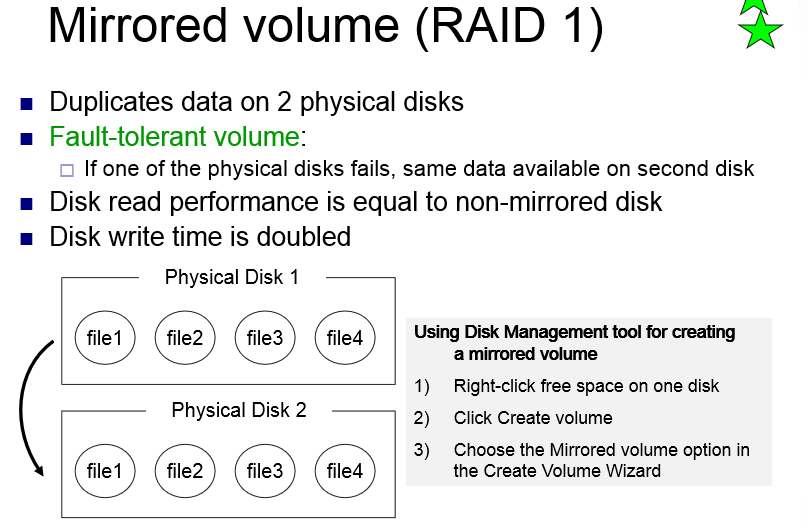 Mirrored volume (RAID 1)
Duplicates data on 2 physical disks
Fault-tolerant volume:
If one of the physical disks fails, same data available on second disk
Disk read performance is equal to non-mirrored disk
Disk write time is doubled
Physical Disk 1
file1 file2 file3 file4
Physical Disk 2
file1 file2 file3 file4
Using Disk Management tool for creating
a mirrored volume
1) Right-click free space on one disk
2) Click Create volume
3) Choose the Mirrored volume option in
the Create Volume Wizard